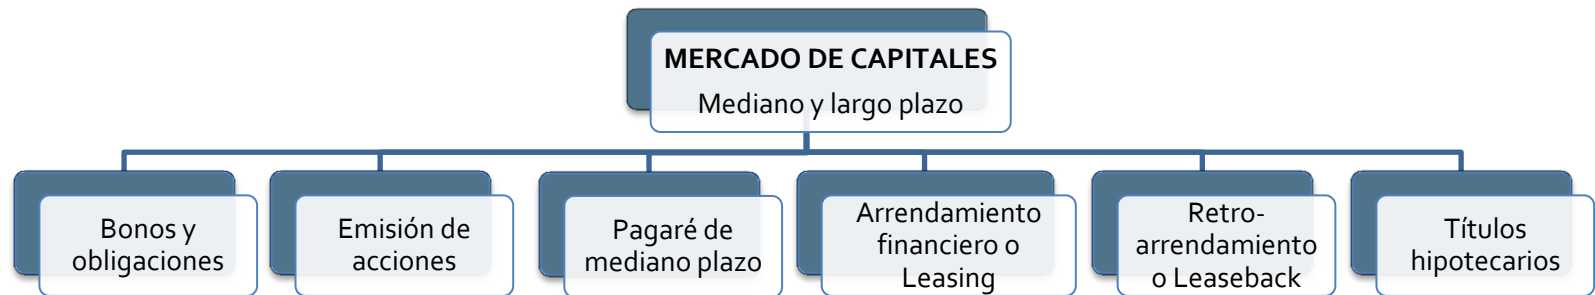 MERCADO DE CAPITALES
Mediano y largo plazo
Bonos y
obligaciones
Emisión de
acciones
Pagaré de
mediano plazo
Arrendamiento
financiero o
Leasing
Retro-
arrendamiento
o Leaseback
Títulos
hipotecarios